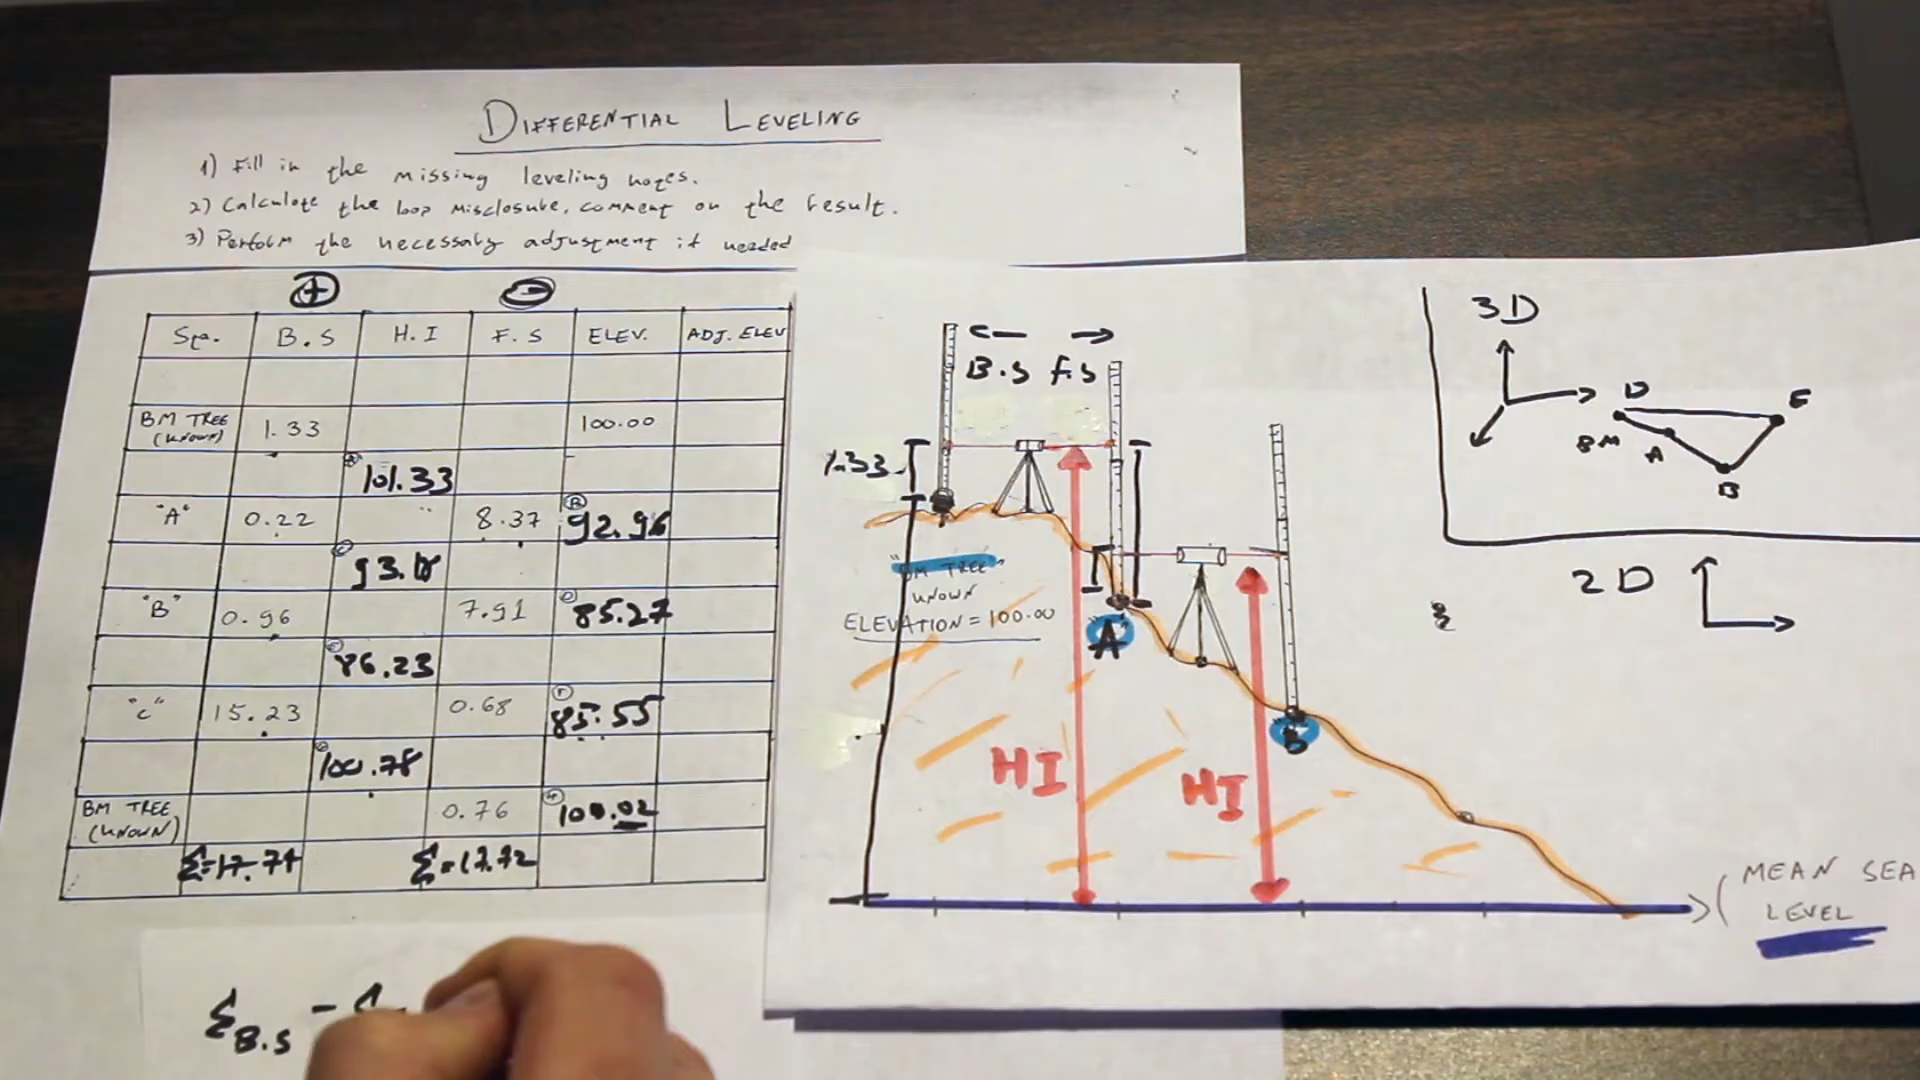 DIFFERENTIAL LEVELING
1) Fill in the missing leveling notes.
2) Calculate the loop misclosure, comment on the result.
3) Perform the necessary adjustment if needed
+ -
Sta. B.S H.I F.S ELEV. ADJ. ELEV
BM TREE (KNOWN) 1.33 100.00
A 101.33
"A" 0.22 8.37 B 92.96
C 93.18
"B" 0.96 7.91 D 85.27
86.23
"C" 15.23 0.68 F 85.55
100.78
BM TREE (KNOWN) 0.76 H 100.02
Σ=17.74 Σ=17.72
Σ B.S -
B.S F.S
1.33
"BM TREE"
KNOWN
ELEVATION = 100.00
"A"
"B"
HI
HI
MEAN SEA
LEVEL
3D
D
BM
A
B
2D